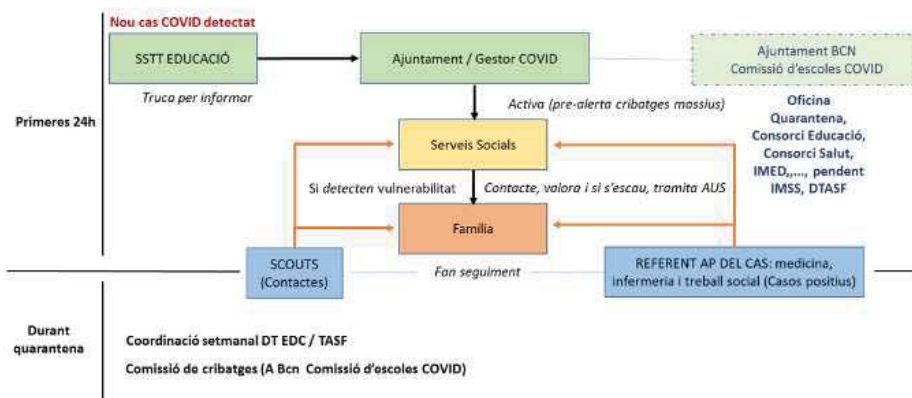 Nou cas COVID detectat
SSTT EDUCACIÓ
Ajuntament / Gestor COVID
Ajuntament BCN
Comissió d'escoles COVID
Truca per informar
Activa (pre-alerta cribatges massius)
Oficina
Quarantena,
Consorci Educació,
Consorci Salut,
IMED,,..., pendent
IMSS, DTASF
Primeres 24h
Serveis Socials
Si detecten vulnerabilitat
Contacte, valora i si s'escau, tramita AUS
Família
SCOUTS
(Contactes)
Fan seguiment
REFERENT AP DEL CAS: medicina,
infermeria i treball social (Casos positius)
Durant
quarantena
Coordinació setmanal DT EDC / TASF
Comissió de cribatges (A Bcn Comissió d'escoles COVID)